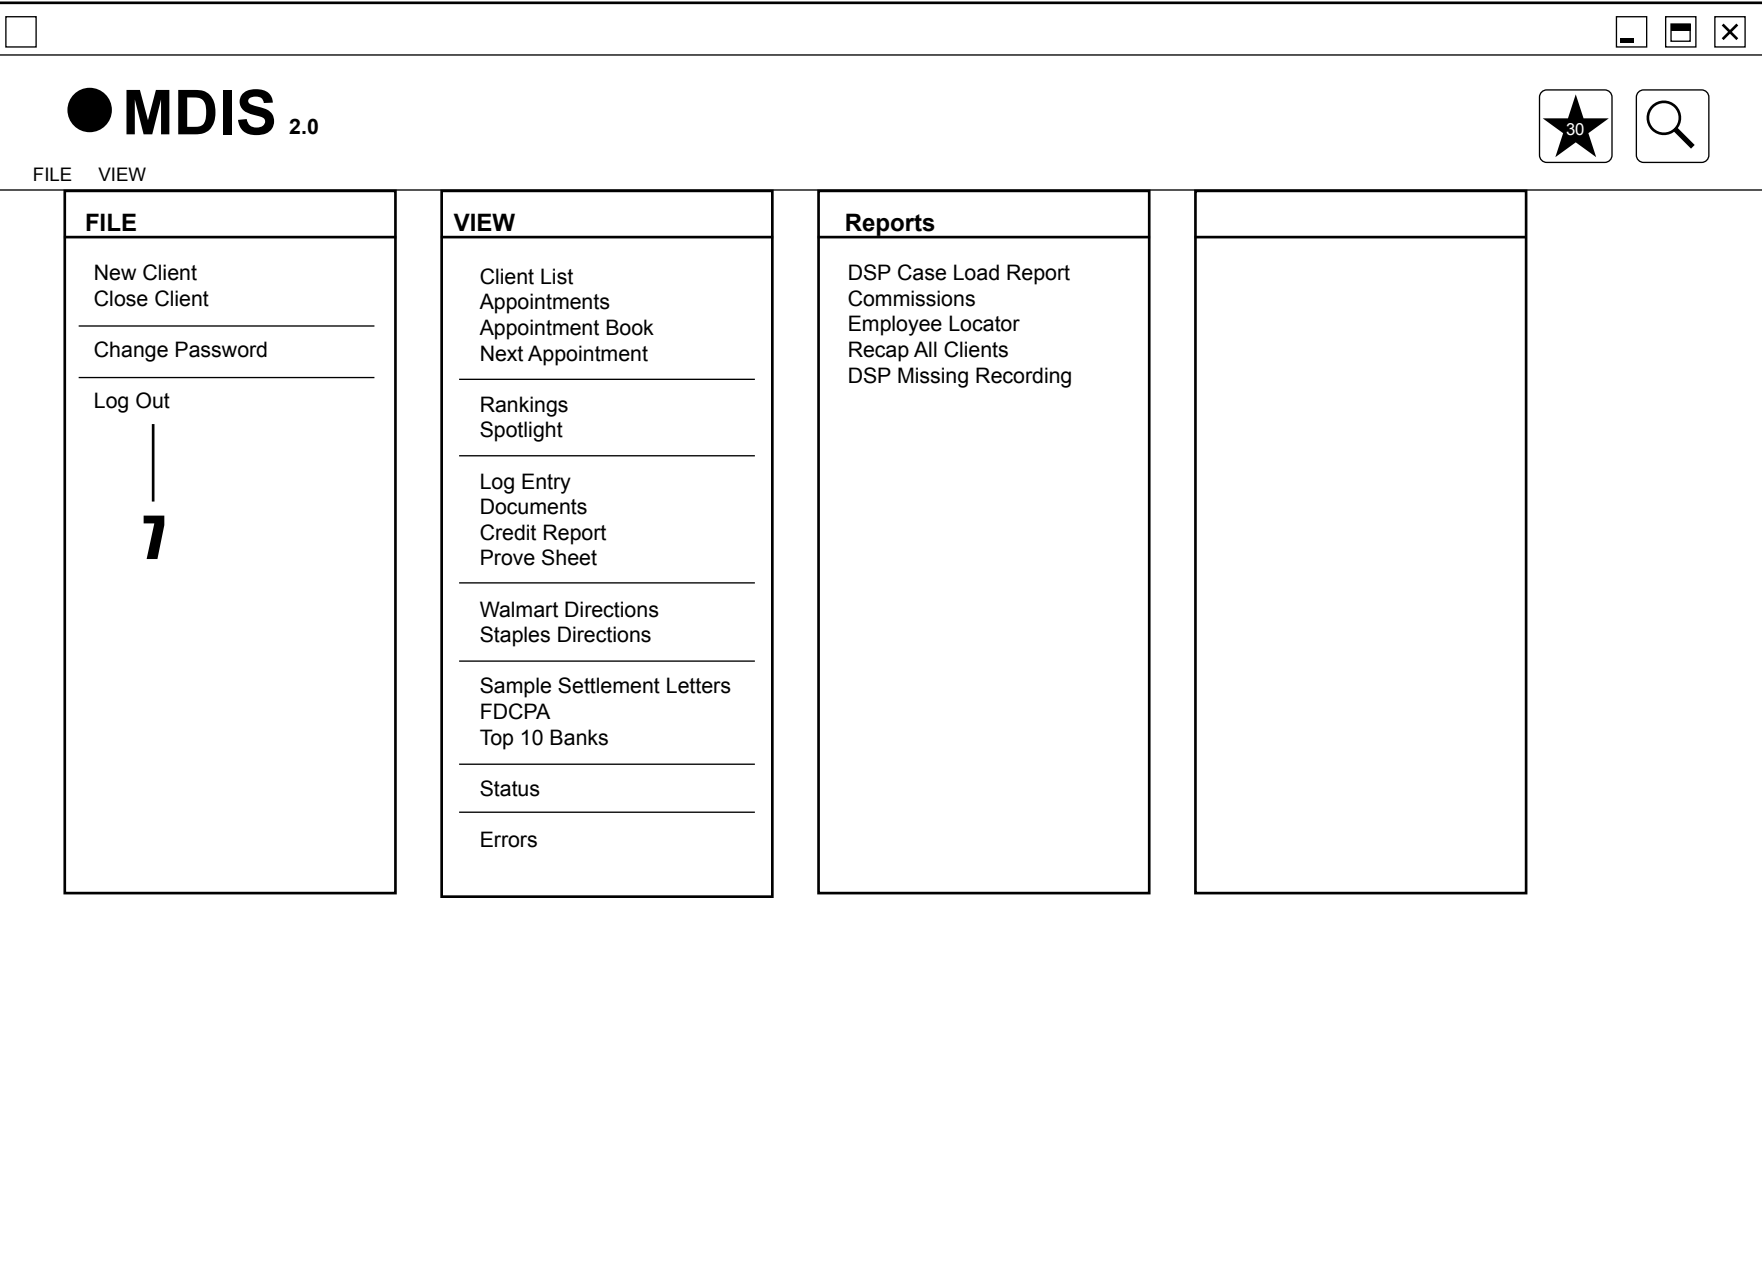 MDIS 2.0
30
FILE VIEW
FILE
New Client
Close Client
Change Password
Log Out
7
VIEW
Client List
Appointments
Appointment Book
Next Appointment
Rankings
Spotlight
Log Entry
Documents
Credit Report
Prove Sheet
Walmart Directions
Staples Directions
Sample Settlement Letters
FDCPA
Top 10 Banks
Status
Errors
Reports
DSP Case Load Report
Commissions
Employee Locator
Recap All Clients
DSP Missing Recording